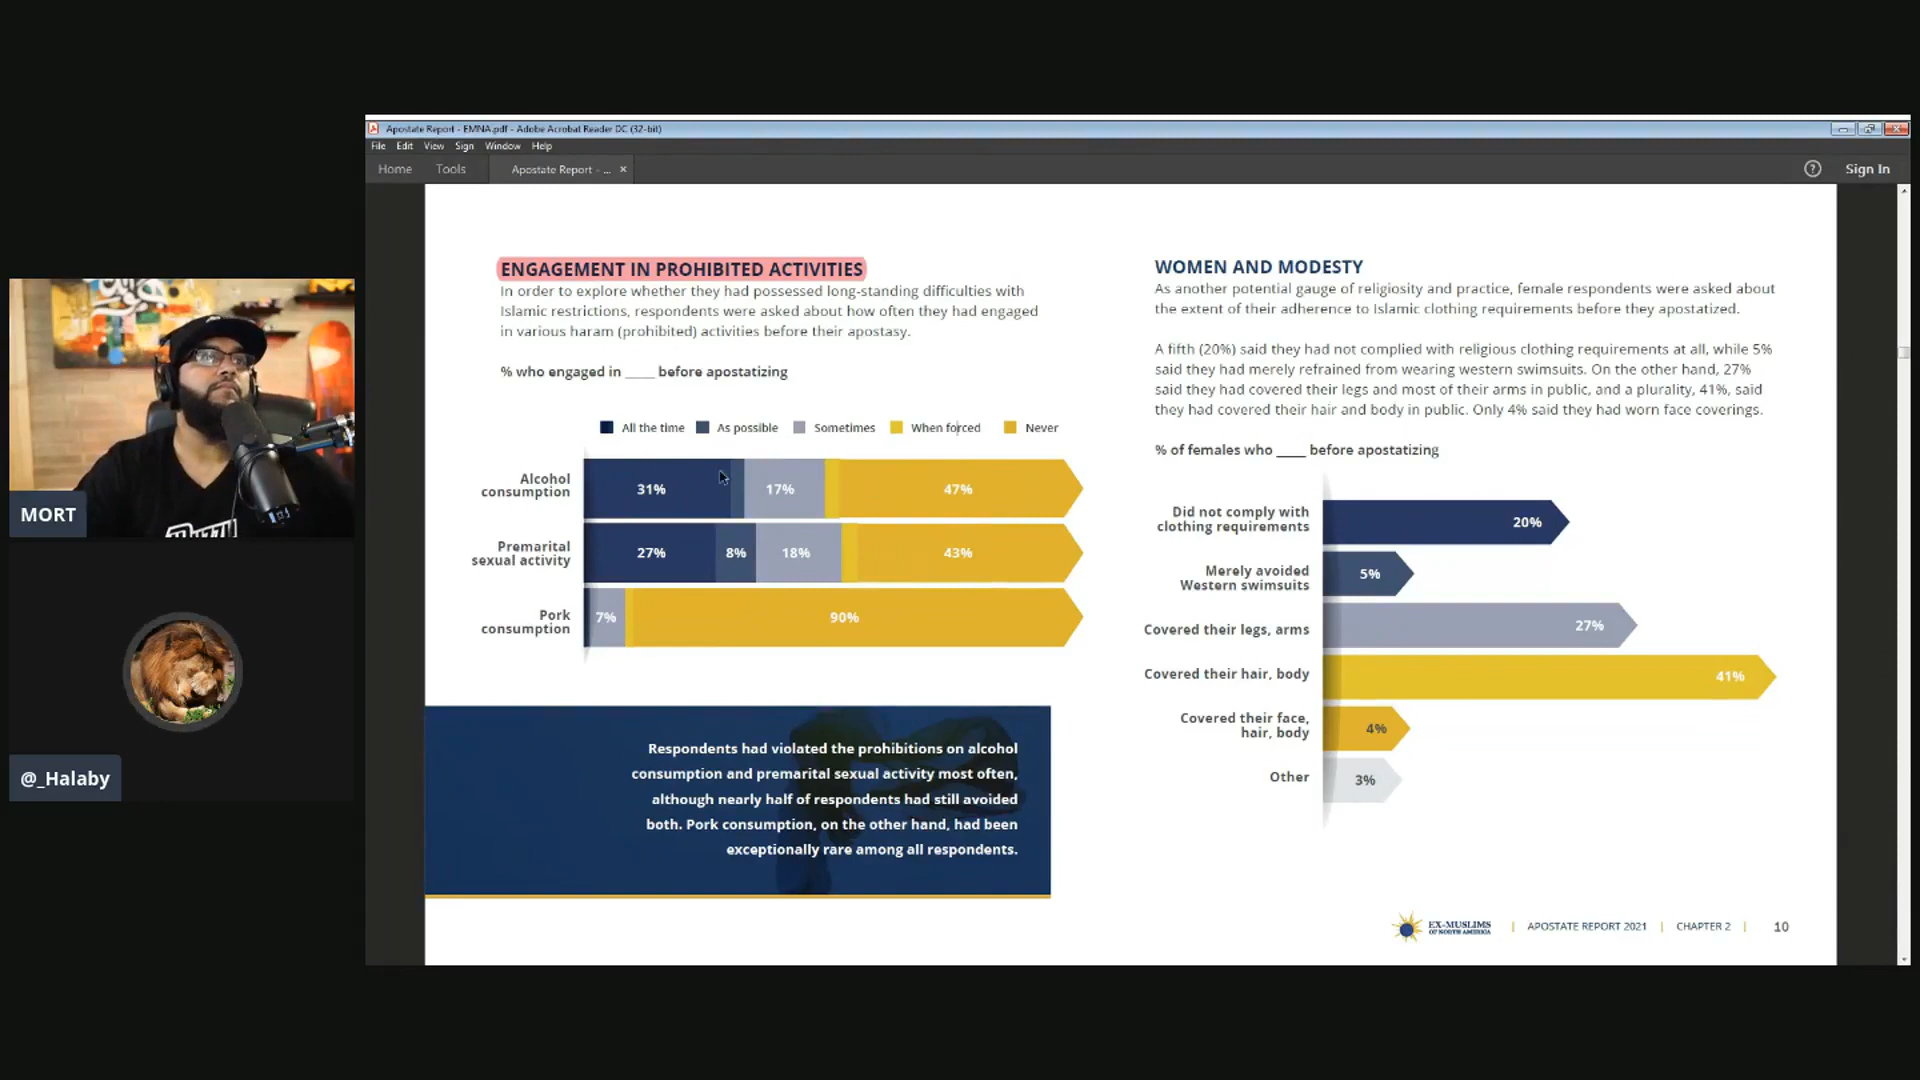 Apostate Report - EMNA.pdf - Adobe Acrobat Reader DC (32-bit)
File Edit View Sign Window Help
Home Tools Apostate Report - ... × ? Sign In
ENGAGEMENT IN PROHIBITED ACTIVITIES
In order to explore whether they had possessed long-standing difficulties with
Islamic restrictions, respondents were asked about how often they had engaged
in various haram (prohibited) activities before their apostasy.
% who engaged in ____ before apostatizing
All the time As possible Sometimes When forced Never
Alcohol
consumption
31% 17% 47%
Premarital
sexual activity
27% 8% 18% 43%
Pork
consumption
7% 90%
Respondents had violated the prohibitions on alcohol
consumption and premarital sexual activity most often,
although nearly half of respondents had still avoided
both. Pork consumption, on the other hand, had been
exceptionally rare among all respondents.
WOMEN AND MODESTY
As another potential gauge of religiosity and practice, female respondents were asked about
the extent of their adherence to Islamic clothing requirements before they apostatized.
A fifth (20%) said they had not complied with religious clothing requirements at all, while 5%
said they had merely refrained from wearing western swimsuits. On the other hand, 27%
said they had covered their legs and most of their arms in public, and a plurality, 41%, said
they had covered their hair and body in public. Only 4% said they had worn face coverings.
% of females who ____ before apostatizing
Did not comply with
clothing requirements
20%
Merely avoided
Western swimsuits
5%
Covered their legs, arms
27%
Covered their hair, body
41%
Covered their face,
hair, body
4%
Other
3%
EX-MUSLIMS
OF NORTH AMERICA
| APOSTATE REPORT 2021 | CHAPTER 2 | 10
MORT
@_Halaby